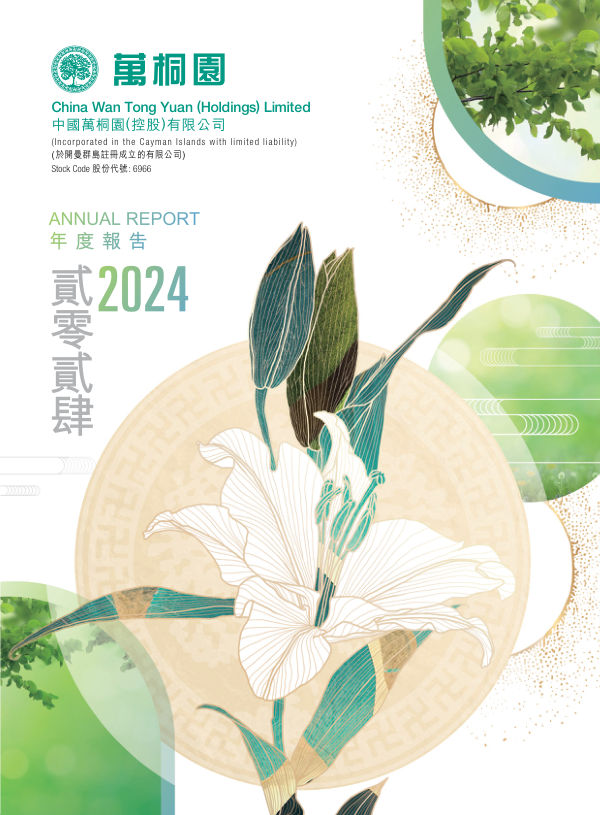 萬桐園
China Wan Tong Yuan (Holdings) Limited
中國萬桐園(控股)有限公司
(Incorporated in the Cayman Islands with limited liability)
(於開曼群島註冊成立的有限公司)
Stock Code 股份代號: 6966
ANNUAL REPORT
年度報告
貳零貳肆
2024